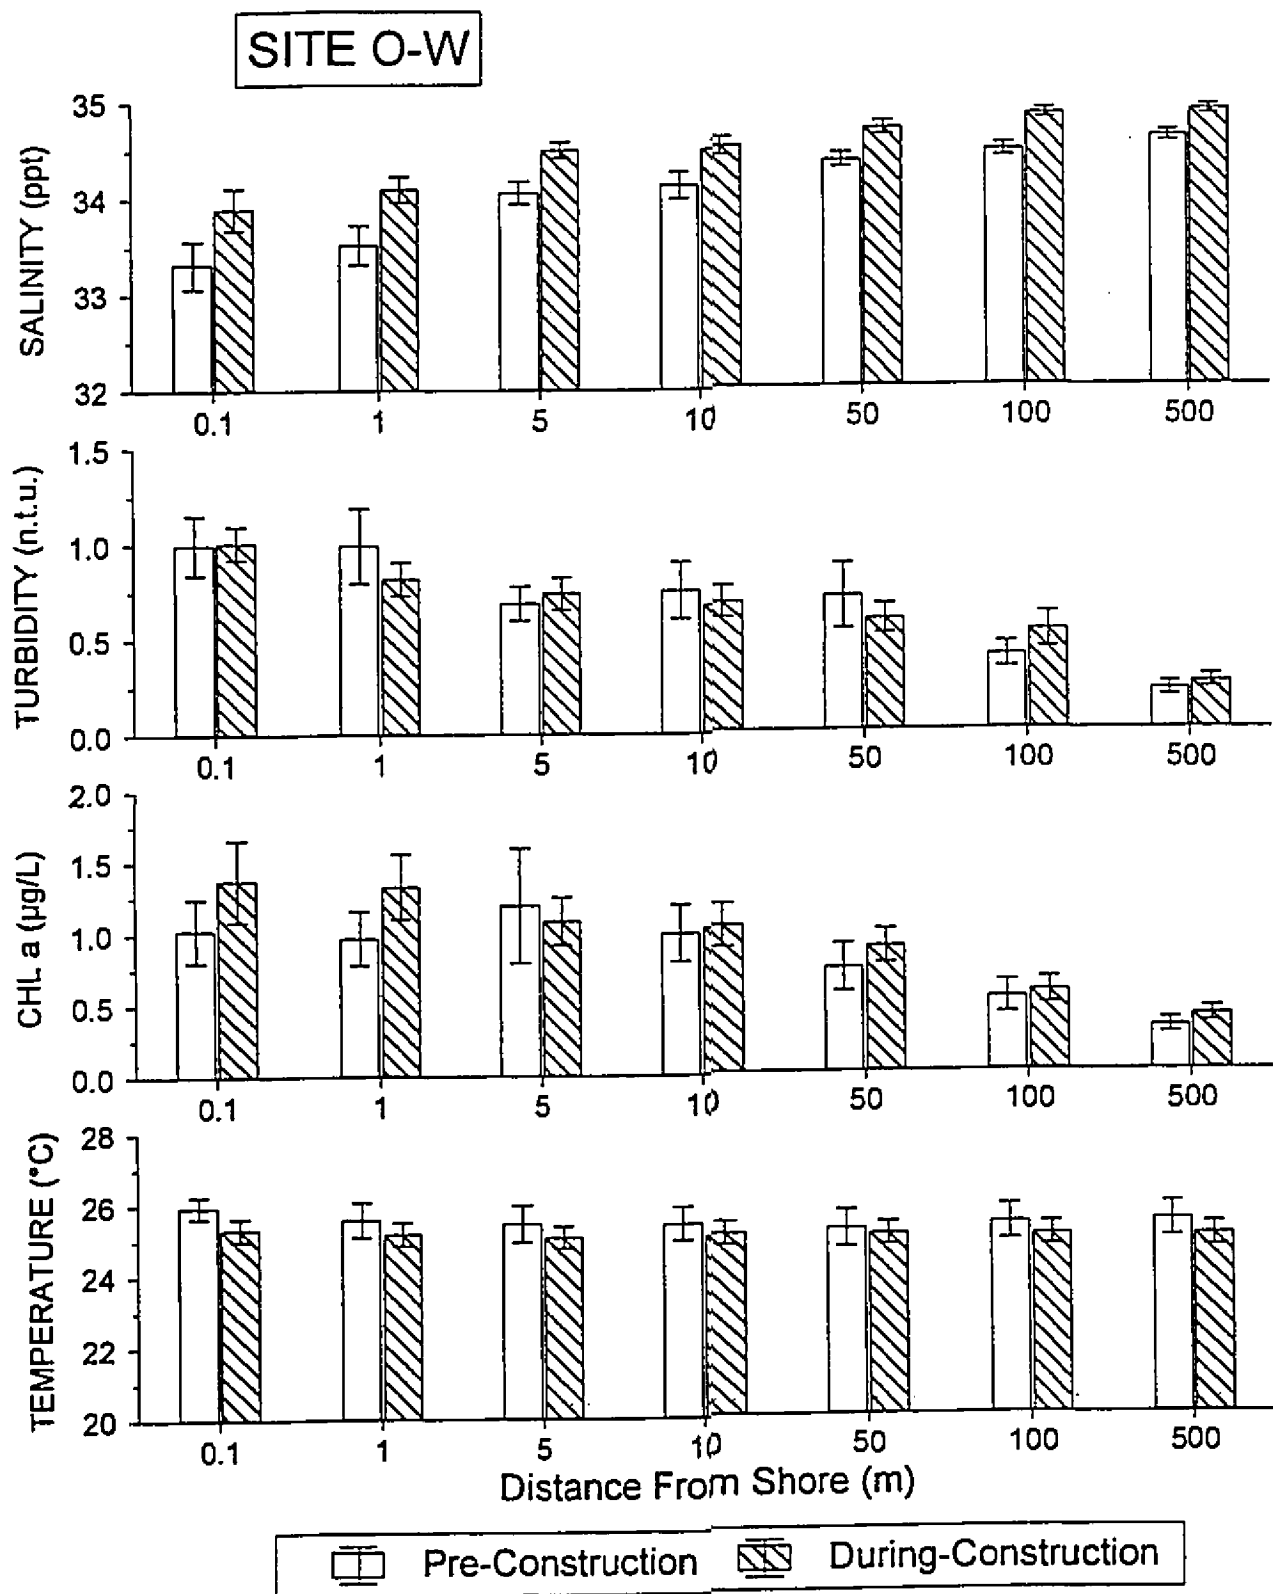 SITE O-W
SALINITY (ppt)
35
34
33
32
0.1 1 5 10 50 100 500
TURBIDITY (n.t.u.)
1.5
1.0
0.5
0.0
0.1 1 5 10 50 100 500
CHL a (µg/L)
2.0
1.5
1.0
0.5
0.0
0.1 1 5 10 50 100 500
TEMPERATURE (°C)
28
26
24
22
20
0.1 1 5 10 50 100 500
Distance From Shore (m)
Pre-Construction During-Construction